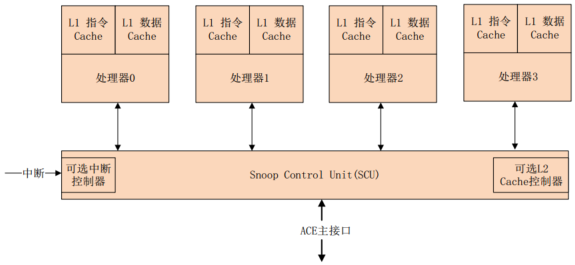 L1 指令 L1 数据 L1 指令 L1 数据 L1 指令 L1 数据 L1 指令 L1 数据
Cache Cache Cache Cache Cache Cache Cache Cache
处理器0 处理器1 处理器2 处理器3
中断
可选中断
控制器
Snoop Control Unit(SCU)
可选L2
Cache控制器
ACE主接口